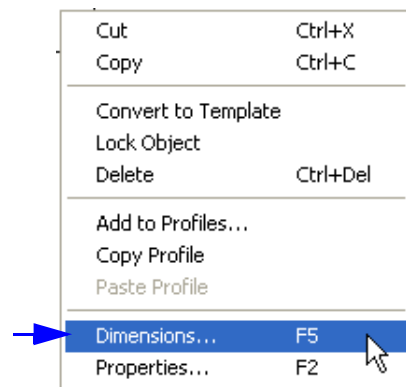 Cut Ctrl+X
Copy Ctrl+C
Convert to Template
Lock Object
Delete Ctrl+Del
Add to Profiles...
Copy Profile
Paste Profile
Dimensions... F5
Properties... F2